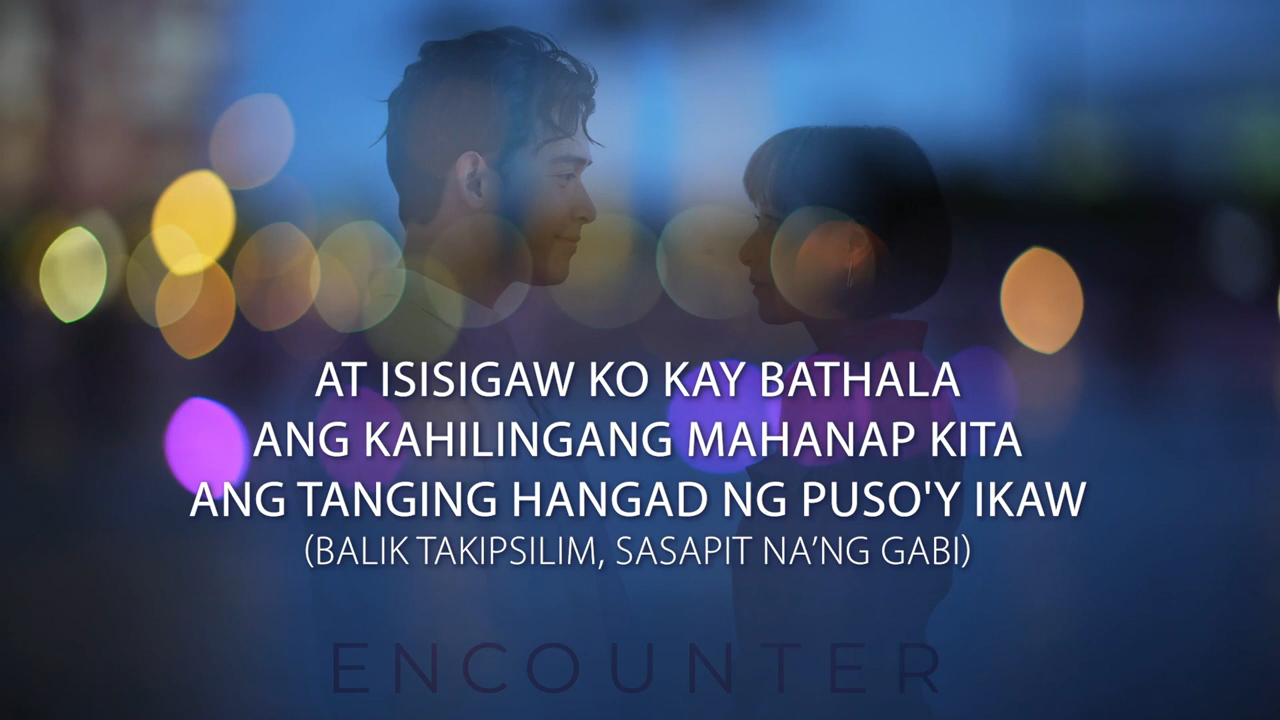 AT ISISIGAW KO KAY BATHALA
ANG KAHILINGANG MAHANAP KITA
ANG TANGING HANGAD NG PUSO'Y IKAW
(BALIK TAKIPSILIM, SASAPIT NA’NG GABI)
ENCOUNTER